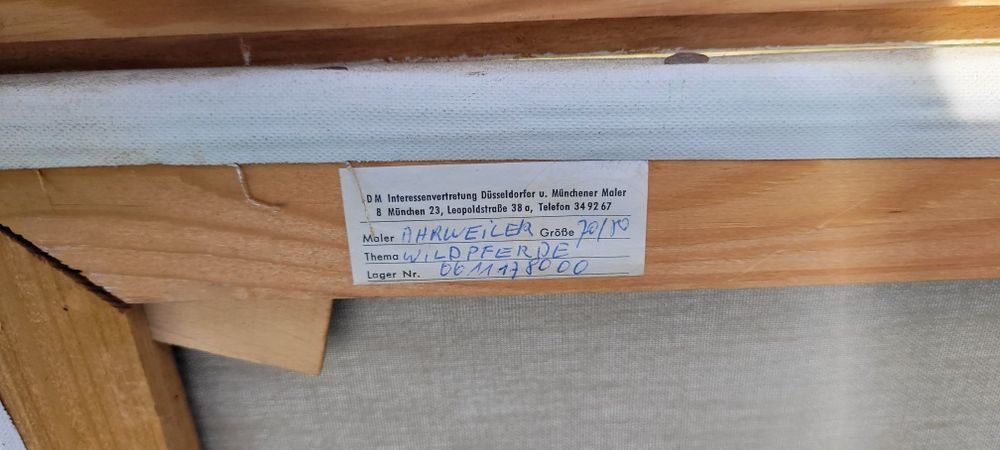 DM Interessenvertretung Düsseldorfer u. Münchener Maler
8 München 23, Leopoldstraße 38 a, Telefon 34 92 67
Maler AHRWEILER Größe 70/80
Thema WILDPFERDE
Lager Nr. 061178000